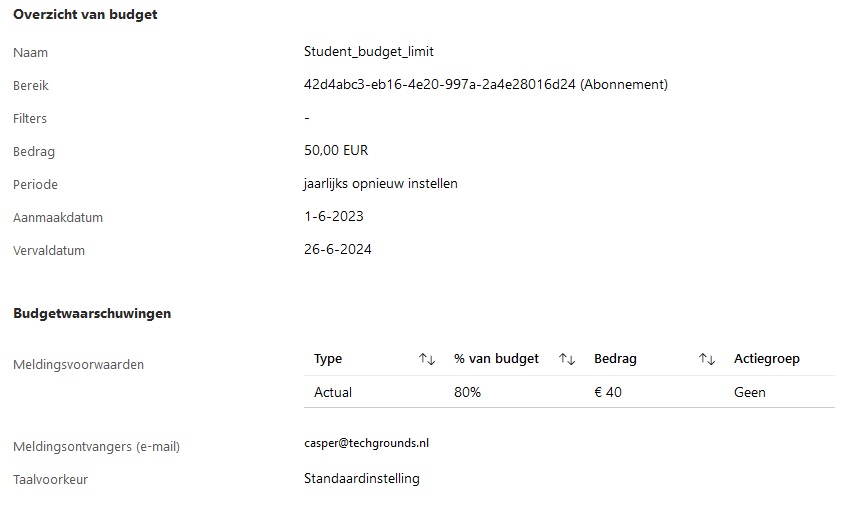 Overzicht van budget
Naam Student_budget_limit
Bereik 42d4abc3-eb16-4e20-997a-2a4e28016d24 (Abonnement)
Filters -
Bedrag 50,00 EUR
Periode jaarlijks opnieuw instellen
Aanmaakdatum 1-6-2023
Vervaldatum 26-6-2024
Budgetwaarschuwingen
Meldingsvoorwaarden
Type ↑↓ % van budget ↑↓ Bedrag ↑↓ Actiegroep
Actual 80% € 40 Geen
Meldingsontvangers (e-mail) casper@techgrounds.nl
Taalvoorkeur Standaardinstelling